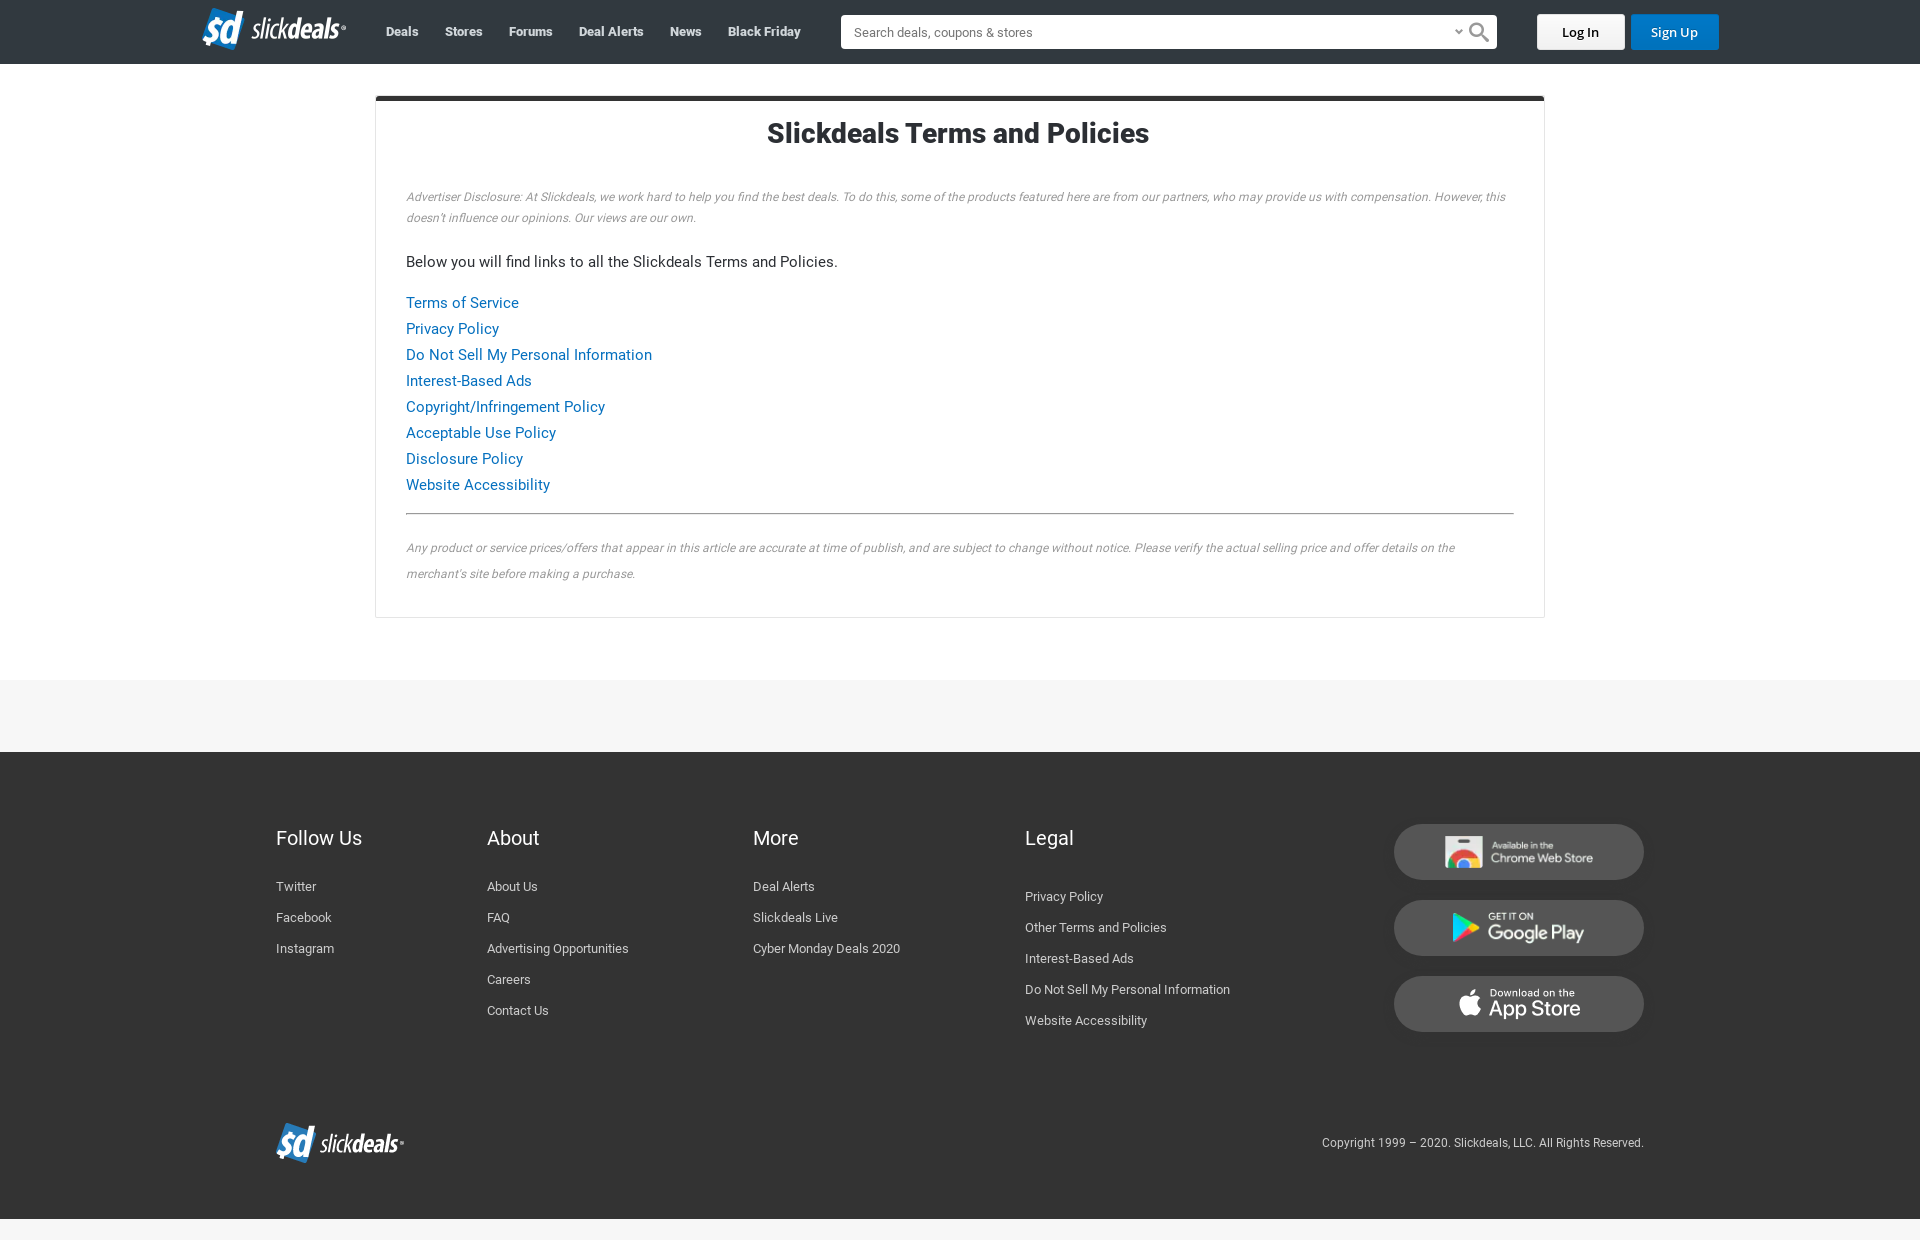 $d slickdeals®
Deals
Stores
Forums
Deal Alerts
News
Black Friday
Search deals, coupons & stores
Log In
Sign Up
Slickdeals Terms and Policies
Advertiser Disclosure: At Slickdeals, we work hard to help you find the best deals. To do this, some of the products featured here are from our partners, who may provide us with compensation. However, this
doesn’t influence our opinions. Our views are our own.
Below you will find links to all the Slickdeals Terms and Policies.
Terms of Service
Privacy Policy
Do Not Sell My Personal Information
Interest-Based Ads
Copyright/Infringement Policy
Acceptable Use Policy
Disclosure Policy
Website Accessibility
Any product or service prices/offers that appear in this article are accurate at time of publish, and are subject to change without notice. Please verify the actual selling price and offer details on the
merchant's site before making a purchase.
Follow Us
Twitter
Facebook
Instagram
About
About Us
FAQ
Advertising Opportunities
Careers
Contact Us
More
Deal Alerts
Slickdeals Live
Cyber Monday Deals 2020
Legal
Privacy Policy
Other Terms and Policies
Interest-Based Ads
Do Not Sell My Personal Information
Website Accessibility
Available in the
Chrome Web Store
GET IT ON
Google Play
Download on the
App Store
$d slickdeals®
Copyright 1999 – 2020. Slickdeals, LLC. All Rights Reserved.